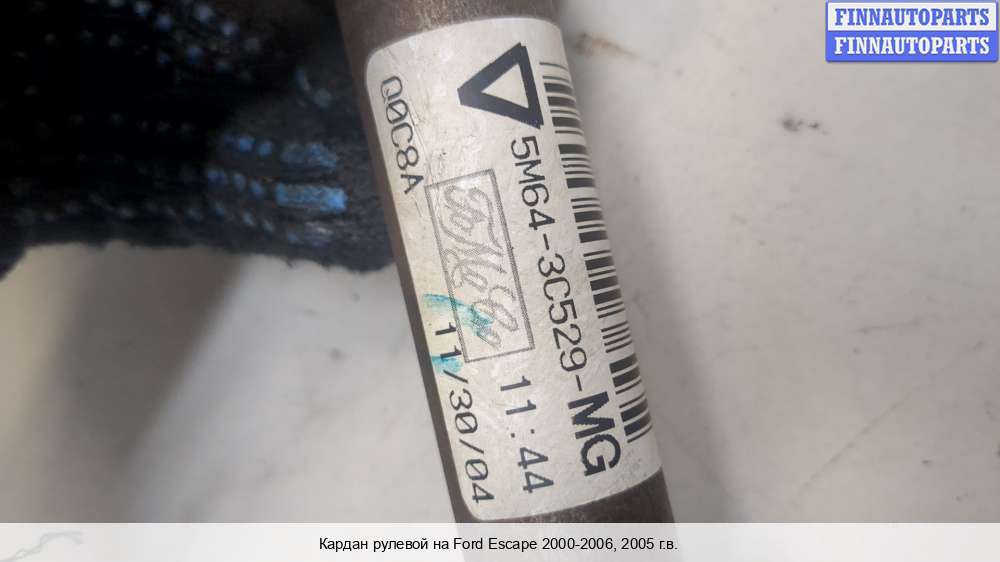 FINNAUTOPARTS
FINNAUTOPARTS
5M64-3C529-MG
Q0C8A
FoMoCo
11:44
11/30/04
Кардан рулевой на Ford Escape 2000-2006, 2005 г.в.